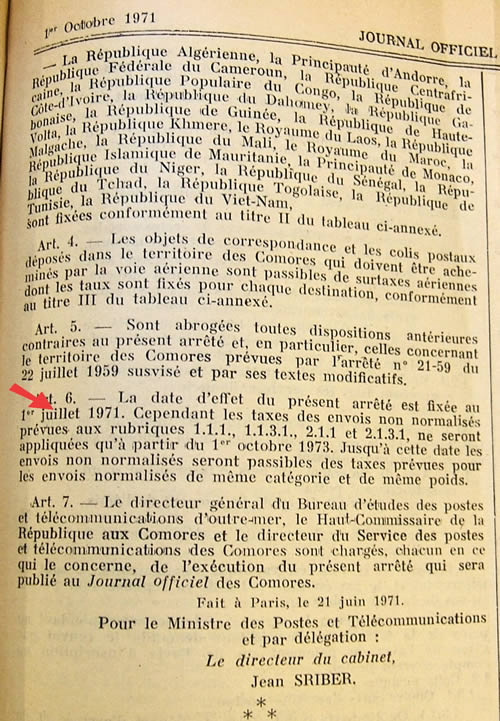 1er Octobre 1971
JOURNAL OFFICIEL
— La République Algérienne, la Principauté d'Andorre, la
République Fédérale du Cameroun, la République Centrafri-
caine, la République Populaire du Congo, la République de
Côte-d'Ivoire, la République du Dahomey, la République Ga-
bonaise, la République de Guinée, la République de Haute-
Volta, la République Khmere, le Royaume du Laos, la République
Malgache, la République du Mali, le Royaume du Maroc, la
République Islamique de Mauritanie, la Principauté de Monaco,
la République du Niger, la République du Sénégal, la Répu-
blique du Tchad, la République Togolaise, la République de
Tunisie, la République du Viet-Nam,
sont fixées conformément au titre II du tableau ci-annexé.
Art. 4. — Les objets de correspondance et les colis postaux
déposés dans le territoire des Comores qui doivent être ache-
minés par la voie aérienne sont passibles de surtaxes aériennes
dont les taux sont fixés pour chaque destination, conformément
au titre III du tableau ci-annexé.
Art. 5. — Sont abrogées toutes dispositions antérieures
contraires au présent arrêté et, en particulier, celles concernant
le territoire des Comores prévues par l'arrêté n° 21-59 du
22 juillet 1959 susvisé et par ses textes modificatifs.
t. 6. — La date d'effet du présent arrêté est fixée au
1er juillet 1971. Cependant les taxes des envois non normalisés
prévues aux rubriques 1.1.1., 1.1.3.1., 2.1.1 et 2.1.3.1, ne seront
appliquées qu'à partir du 1er octobre 1973. Jusqu'à cette date les
envois non normalisés seront passibles des taxes prévues pour
les envois normalisés de même catégorie et de même poids.
Art. 7. — Le directeur général du Bureau d'études des postes
et télécommunications d'outre-mer, le Haut-Commissaire de la
République aux Comores et le directeur du Service des postes
et télécommunications des Comores sont chargés, chacun en ce
qui le concerne, de l'exécution du présent arrêté qui sera
publié au Journal officiel des Comores.
Fait à Paris, le 21 juin 1971.
Pour le Ministre des Postes et Télécommunications
et par délégation :
Le directeur du cabinet,
Jean SRIBER.
*
* *